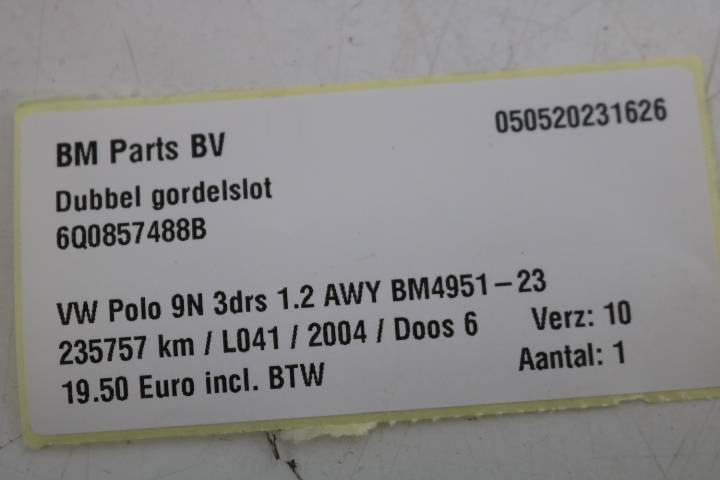 BM Parts BV 050520231626
Dubbel gordelslot
6Q0857488B
VW Polo 9N 3drs 1.2 AWY BM4951-23
235757 km / L041 / 2004 / Doos 6 Verz: 10
19.50 Euro incl. BTW Aantal: 1